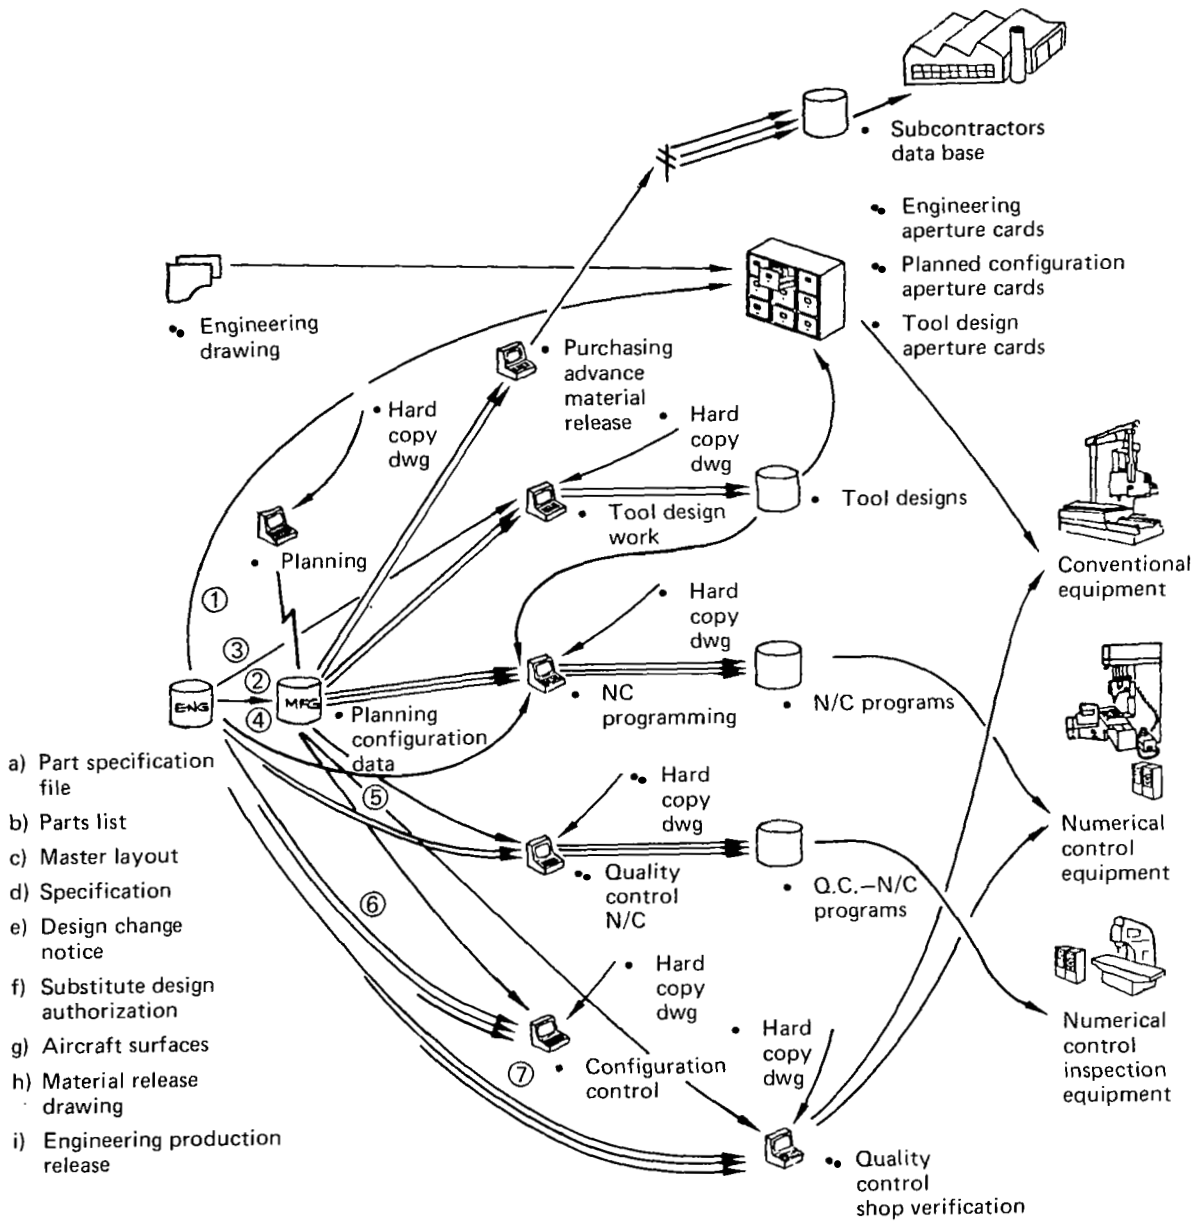 • Subcontractors
data base
•• Engineering
aperture cards
•• Planned configuration
aperture cards
• Tool design
aperture cards
•• Engineering
drawing
• Purchasing
advance
material
release
• Hard
copy
dwg
• Hard
copy
dwg
• Tool design
work
• Tool designs
Conventional
equipment
• Planning
①
③
②
④
ENG
MFG
• Planning
configuration
data
• Hard
copy
dwg
• NC
programming
• N/C programs
a) Part specification
file
b) Parts list
c) Master layout
d) Specification
e) Design change
notice
f) Substitute design
authorization
g) Aircraft surfaces
h) Material release
drawing
i) Engineering production
release
⑤
•• Hard
copy
dwg
•• Quality
control
N/C
• Q.C.–N/C
programs
Numerical
control
equipment
⑥
• Hard
copy
dwg
⑦
• Configuration
control
• Hard
copy
dwg
Numerical
control
inspection
equipment
•• Quality
control
shop verification